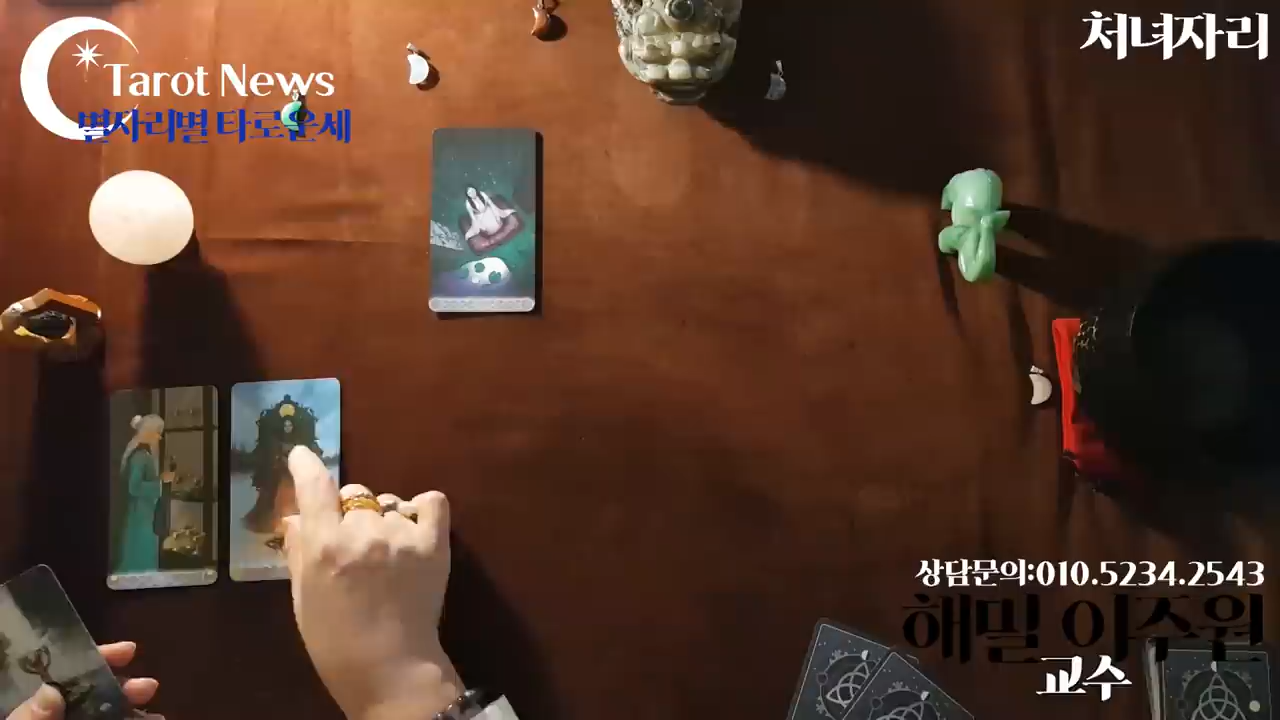 Tarot News
별자리별 타로운세
처녀자리
상담문의:010.5234.2543
해밀 이주원
교수